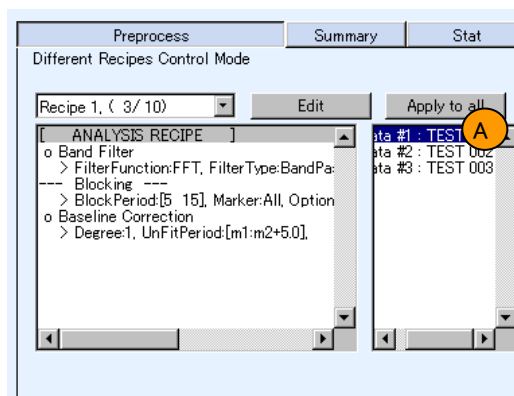 Preprocess Summary Stat
Different Recipes Control Mode
Recipe 1, ( 3/ 10) Edit Apply to all
[ ANALYSIS RECIPE ]
o Band Filter
> FilterFunction:FFT, FilterType:BandPa
--- Blocking ---
> BlockPeriod:[5 15], Marker:All, Option
o Baseline Correction
> Degree:1, UnFitPeriod:[m1:m2+5.0],
ata #1 : TEST
ata #2 : TEST 002
ata #3 : TEST 003
A